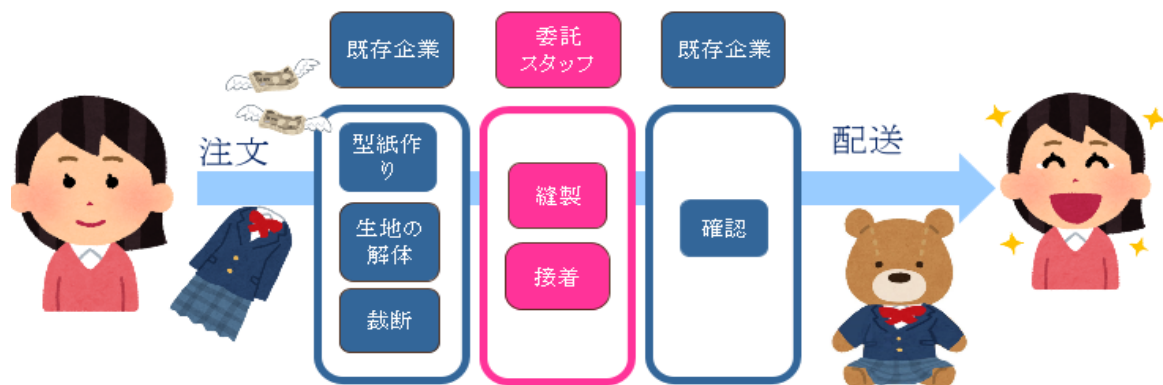 既存企業
委託
スタッフ
既存企業
注文
型紙作
り
生地の
解体
裁断
縫製
接着
確認
配送